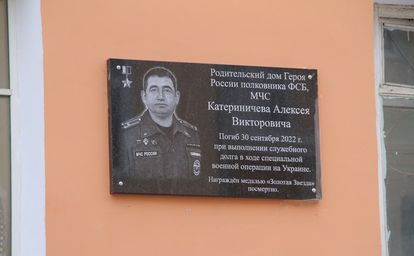 Родительский дом Героя
России полковника ФСБ,
МЧС
Катериничева Алексея
Викторовича
Погиб 30 сентября 2022 г.
при выполнении служебного
долга в ходе специальной
военной операции на Украине.
Награждён медалью «Золотая Звезда»
посмертно.
МЧС РОССИИ